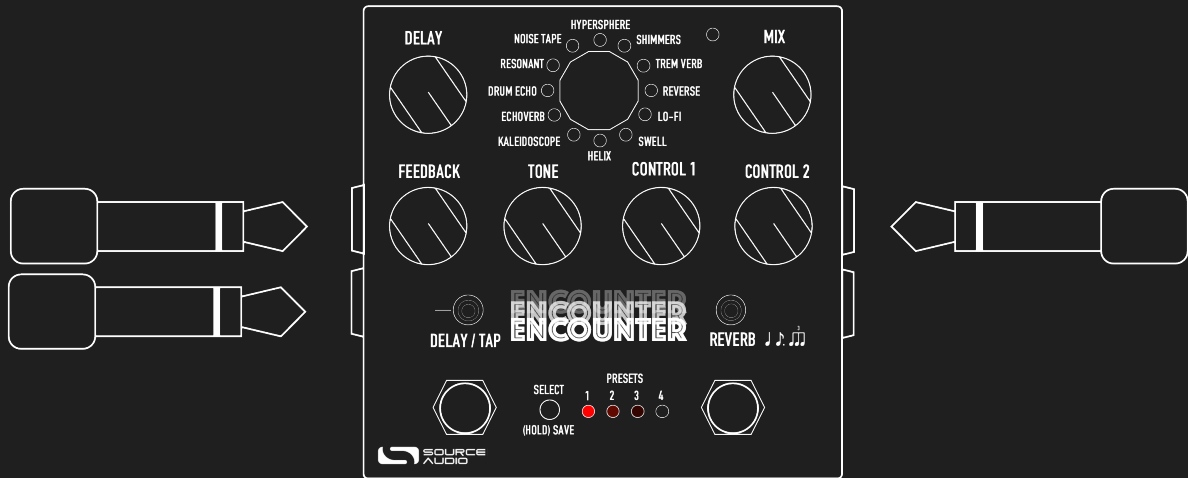 DELAY
HYPERSPHERE
NOISE TAPE
SHIMMERS
MIX
RESONANT
TREM VERB
DRUM ECHO
REVERSE
ECHOVERB
LO-FI
KALEIDOSCOPE
SWELL
HELIX
FEEDBACK
TONE
CONTROL 1
CONTROL 2
ENCOUNTER
ENCOUNTER
ENCOUNTER
DELAY / TAP
REVERB ♩ ♪. 3
PRESETS
SELECT
1 2 3 4
(HOLD) SAVE
SOURCE
AUDIO